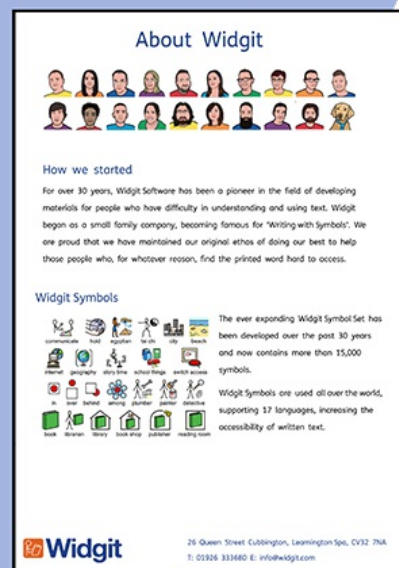 About Widgit
How we started
For over 30 years, Widgit Software has been a pioneer in the field of developing
materials for people who have difficulty in understanding and using text. Widgit
began as a small family company, becoming famous for 'Writing with Symbols'. We
are proud that we have maintained our original ethos of doing our best to help
those people who, for whatever reason, find the printed word hard to access.
Widgit Symbols
communicate hold egyptian tai chi city beach
internet geography story time school things switch access
in over behind among plumber painter detective
book librarian library book shop publisher reading room
The ever expanding Widgit Symbol Set has
been developed over the past 30 years
and now contains more than 15,000
symbols.
Widgit Symbols are used all over the world,
supporting 17 languages, increasing the
accessibility of written text.
Widgit
26 Queen Street Cubbington, Leamington Spa, CV32 7NA
T: 01926 333680 E: info@widgit.com